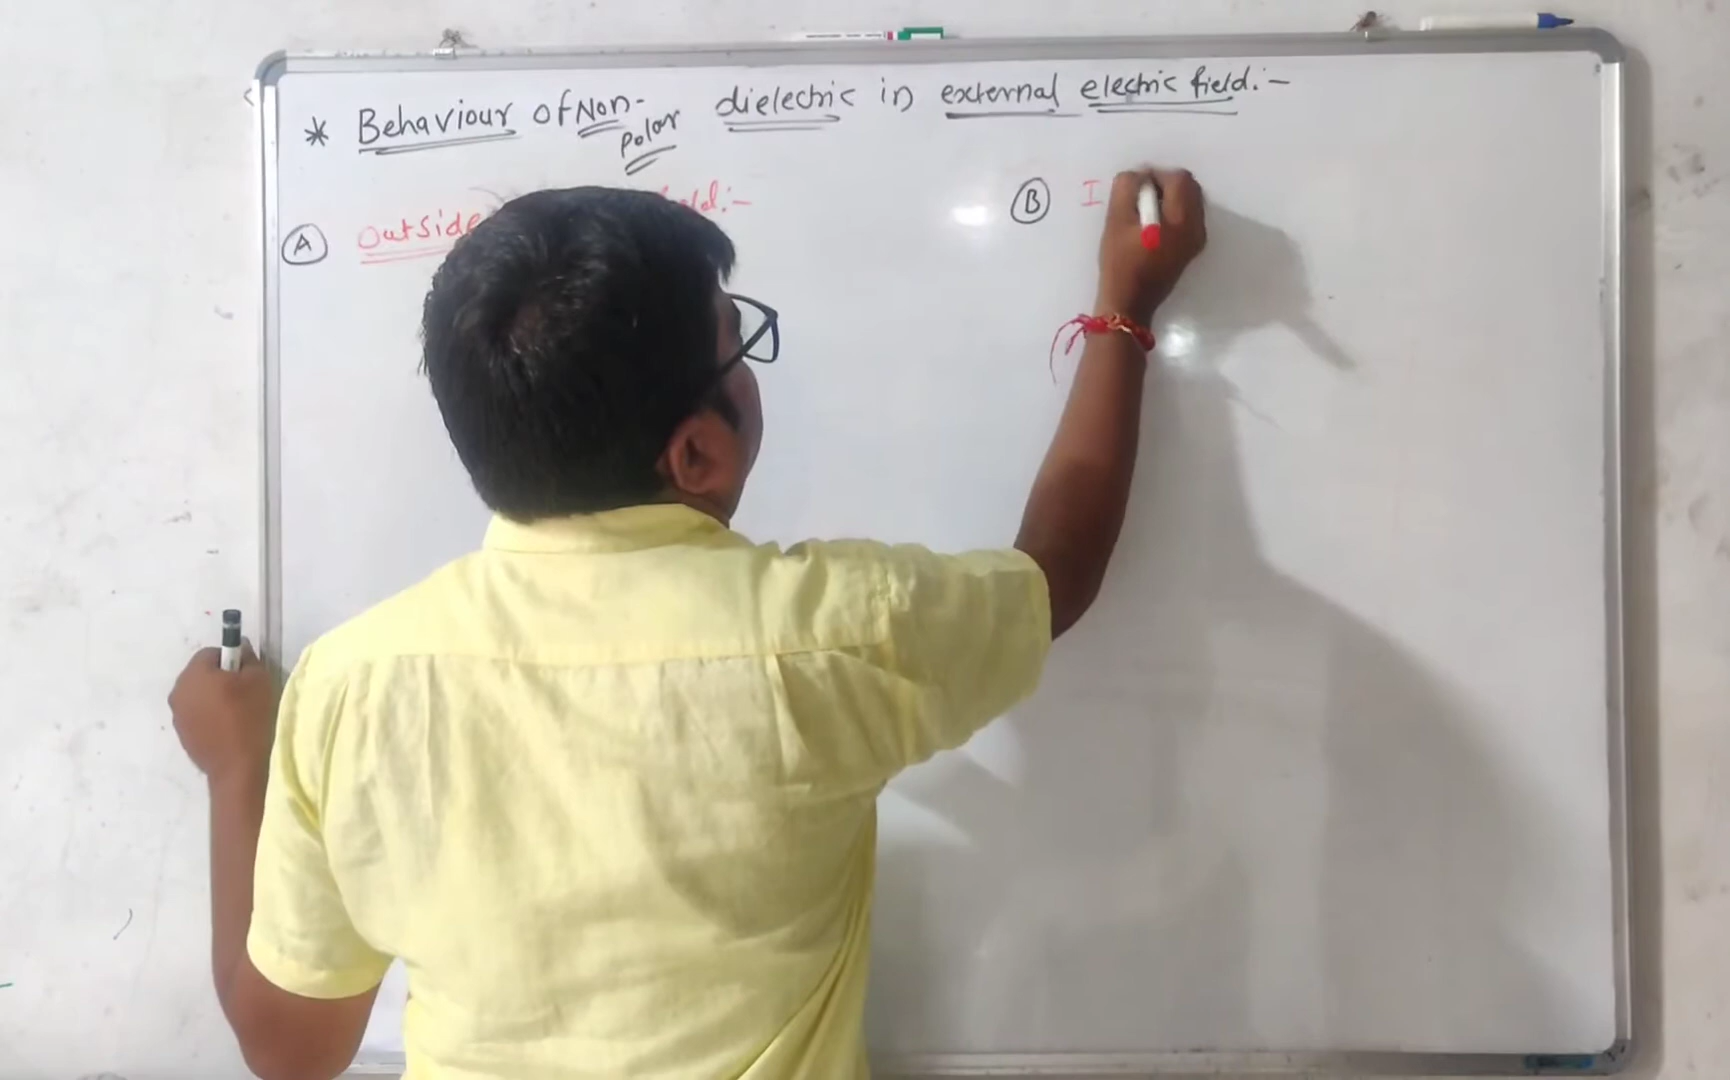 * Behaviour of Non-polar dielectric in external electric field:-
A Outside
B I